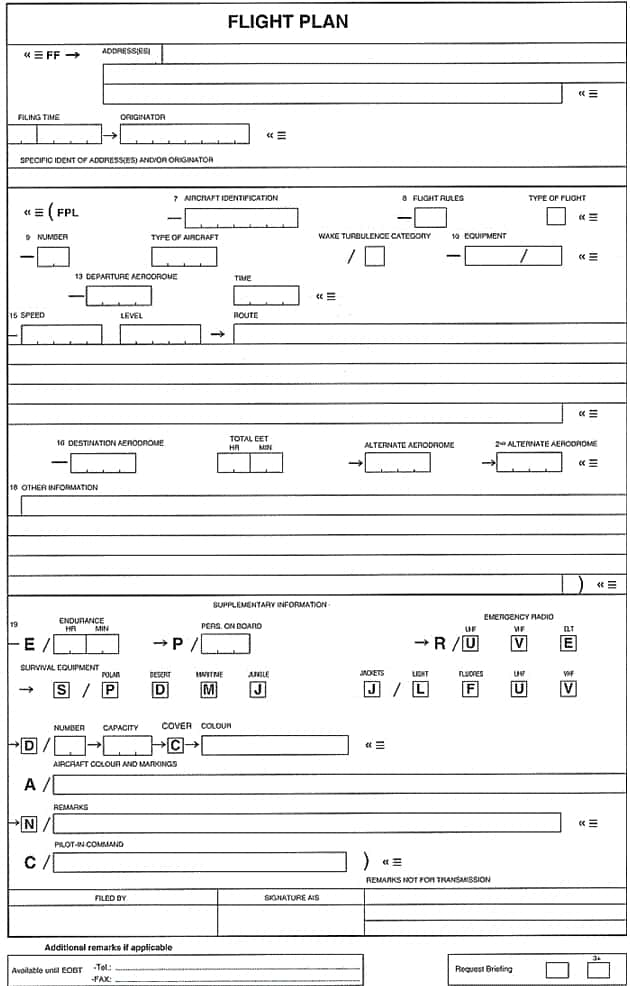 FLIGHT PLAN
« ≡ FF → ADDRESS(ES)
« ≡
FILING TIME ORIGINATOR
→ « ≡
SPECIFIC IDENT OF ADDRESS(ES) AND/OR ORIGINATOR
7 AIRCRAFT IDENTIFICATION 8 FLIGHT RULES TYPE OF FLIGHT
« ≡ ( FPL — — « ≡
9 NUMBER TYPE OF AIRCRAFT WAKE TURBULENCE CATEGORY 10 EQUIPMENT
— / — / « ≡
13 DEPARTURE AERODROME TIME
— « ≡
15 SPEED LEVEL ROUTE
— →
« ≡
16 DESTINATION AERODROME TOTAL EET ALTERNATE AERODROME 2ND ALTERNATE AERODROME
HR MIN
— → → « ≡
18 OTHER INFORMATION
) « ≡
SUPPLEMENTARY INFORMATION
19 ENDURANCE PERS. ON BOARD EMERGENCY RADIO
HR MIN UHF VHF ELT
— E / → P / → R / U V E
SURVIVAL EQUIPMENT
POLAR DESERT MARITIME JUNGLE JACKETS LIGHT FLUORES UHF VHF
→ S / P D M J J / L F U V
NUMBER CAPACITY COVER COLOUR
→ D / → → C → « ≡
AIRCRAFT COLOUR AND MARKINGS
A /
REMARKS
→ N / « ≡
PILOT-IN-COMMAND
C / ) « ≡
REMARKS NOT FOR TRANSMISSION
FILED BY SIGNATURE AIS
Additional remarks if applicable
Available until EOBT -Tel.:
-FAX:
Request Briefing